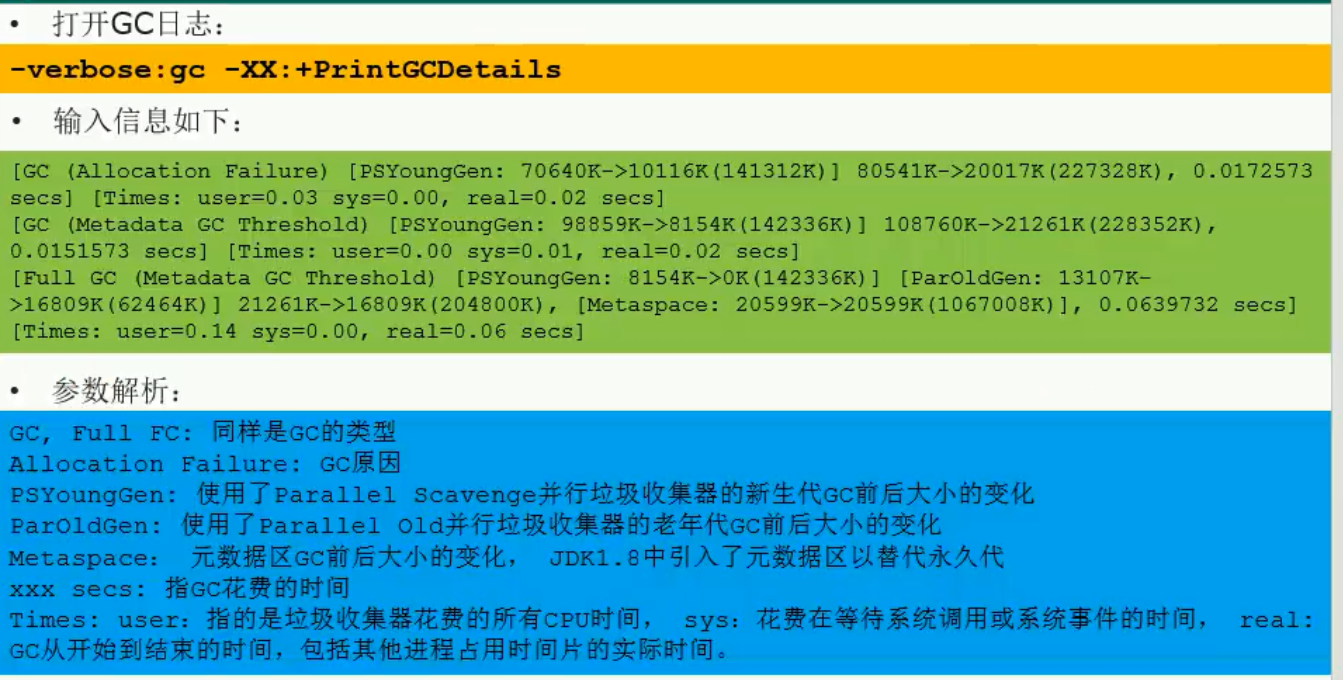 • 打开GC日志：
-verbose:gc -XX:+PrintGCDetails
• 输入信息如下：
[GC (Allocation Failure) [PSYoungGen: 70640K->10116K(141312K)] 80541K->20017K(227328K), 0.0172573
secs] [Times: user=0.03 sys=0.00, real=0.02 secs]
[GC (Metadata GC Threshold) [PSYoungGen: 98859K->8154K(142336K)] 108760K->21261K(228352K),
0.0151573 secs] [Times: user=0.00 sys=0.01, real=0.02 secs]
[Full GC (Metadata GC Threshold) [PSYoungGen: 8154K->0K(142336K)] [ParOldGen: 13107K-
>16809K(62464K)] 21261K->16809K(204800K), [Metaspace: 20599K->20599K(1067008K)], 0.0639732 secs]
[Times: user=0.14 sys=0.00, real=0.06 secs]
• 参数解析：
GC, Full FC: 同样是GC的类型
Allocation Failure: GC原因
PSYoungGen: 使用了Parallel Scavenge并行垃圾收集器的新生代GC前后大小的变化
ParOldGen: 使用了Parallel Old并行垃圾收集器的老年代GC前后大小的变化
Metaspace： 元数据区GC前后大小的变化， JDK1.8中引入了元数据区以替代永久代
xxx secs: 指GC花费的时间
Times: user：指的是垃圾收集器花费的所有CPU时间， sys：花费在等待系统调用或系统事件的时间， real:
GC从开始到结束的时间，包括其他进程占用时间片的实际时间。